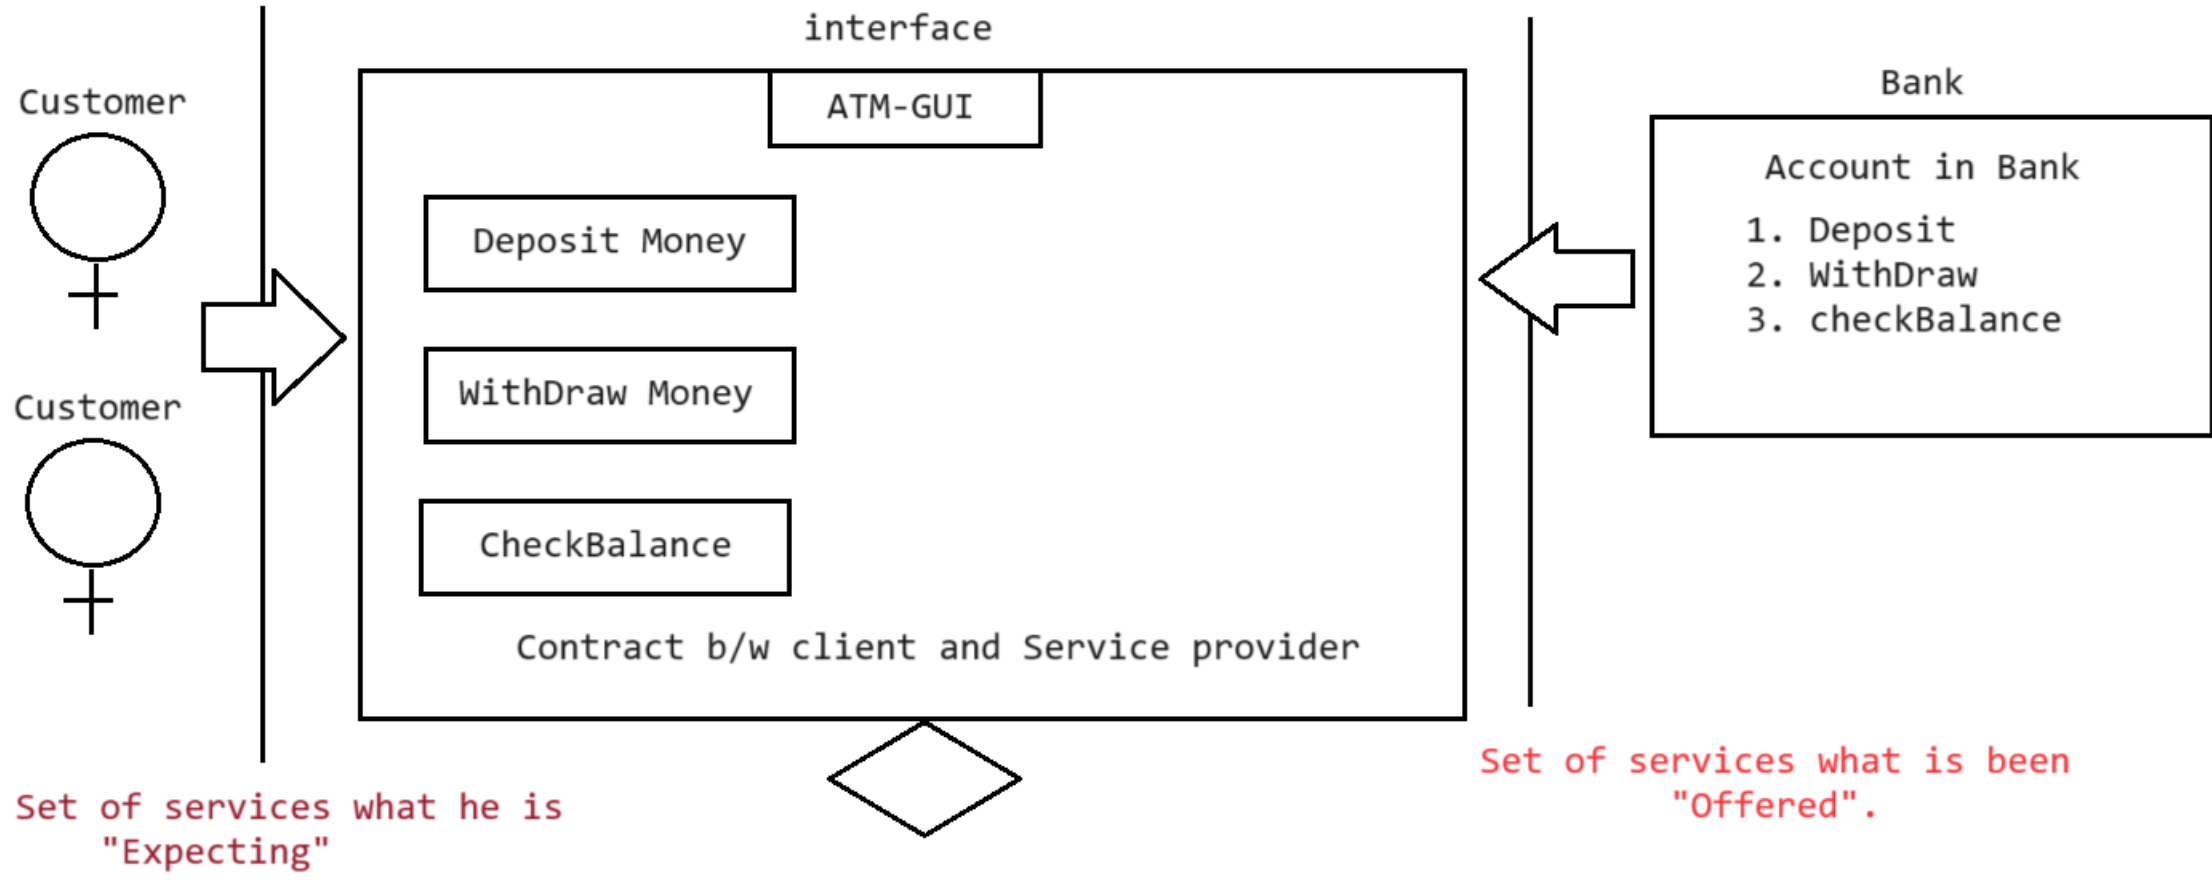 interface
Customer
ATM-GUI
Bank
Account in Bank
1. Deposit
2. WithDraw
3. checkBalance
Deposit Money
WithDraw Money
Customer
CheckBalance
Contract b/w client and Service provider
Set of services what he is
"Expecting"
Set of services what is been
"Offered".